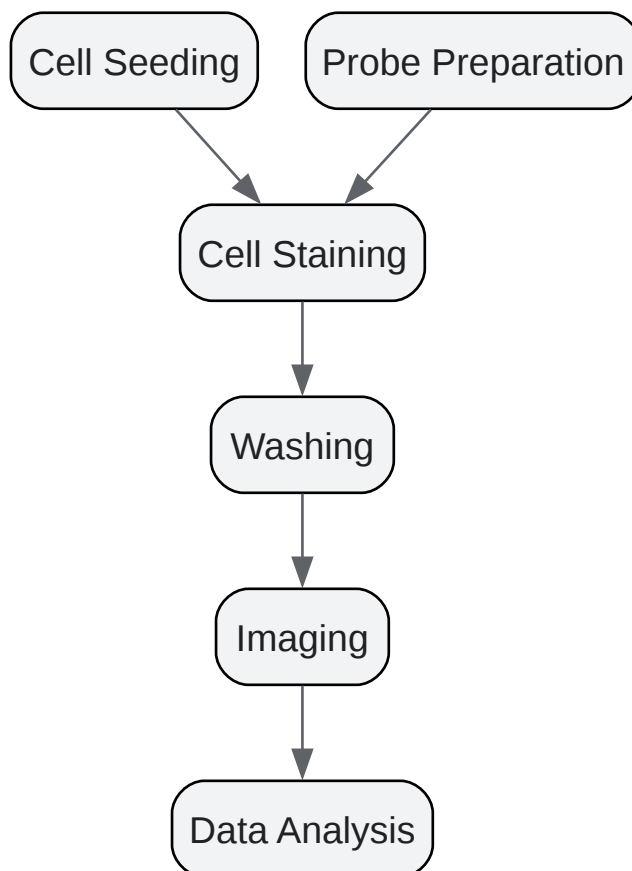 Cell Seeding
Probe Preparation
Cell Staining
Washing
Imaging
Data Analysis